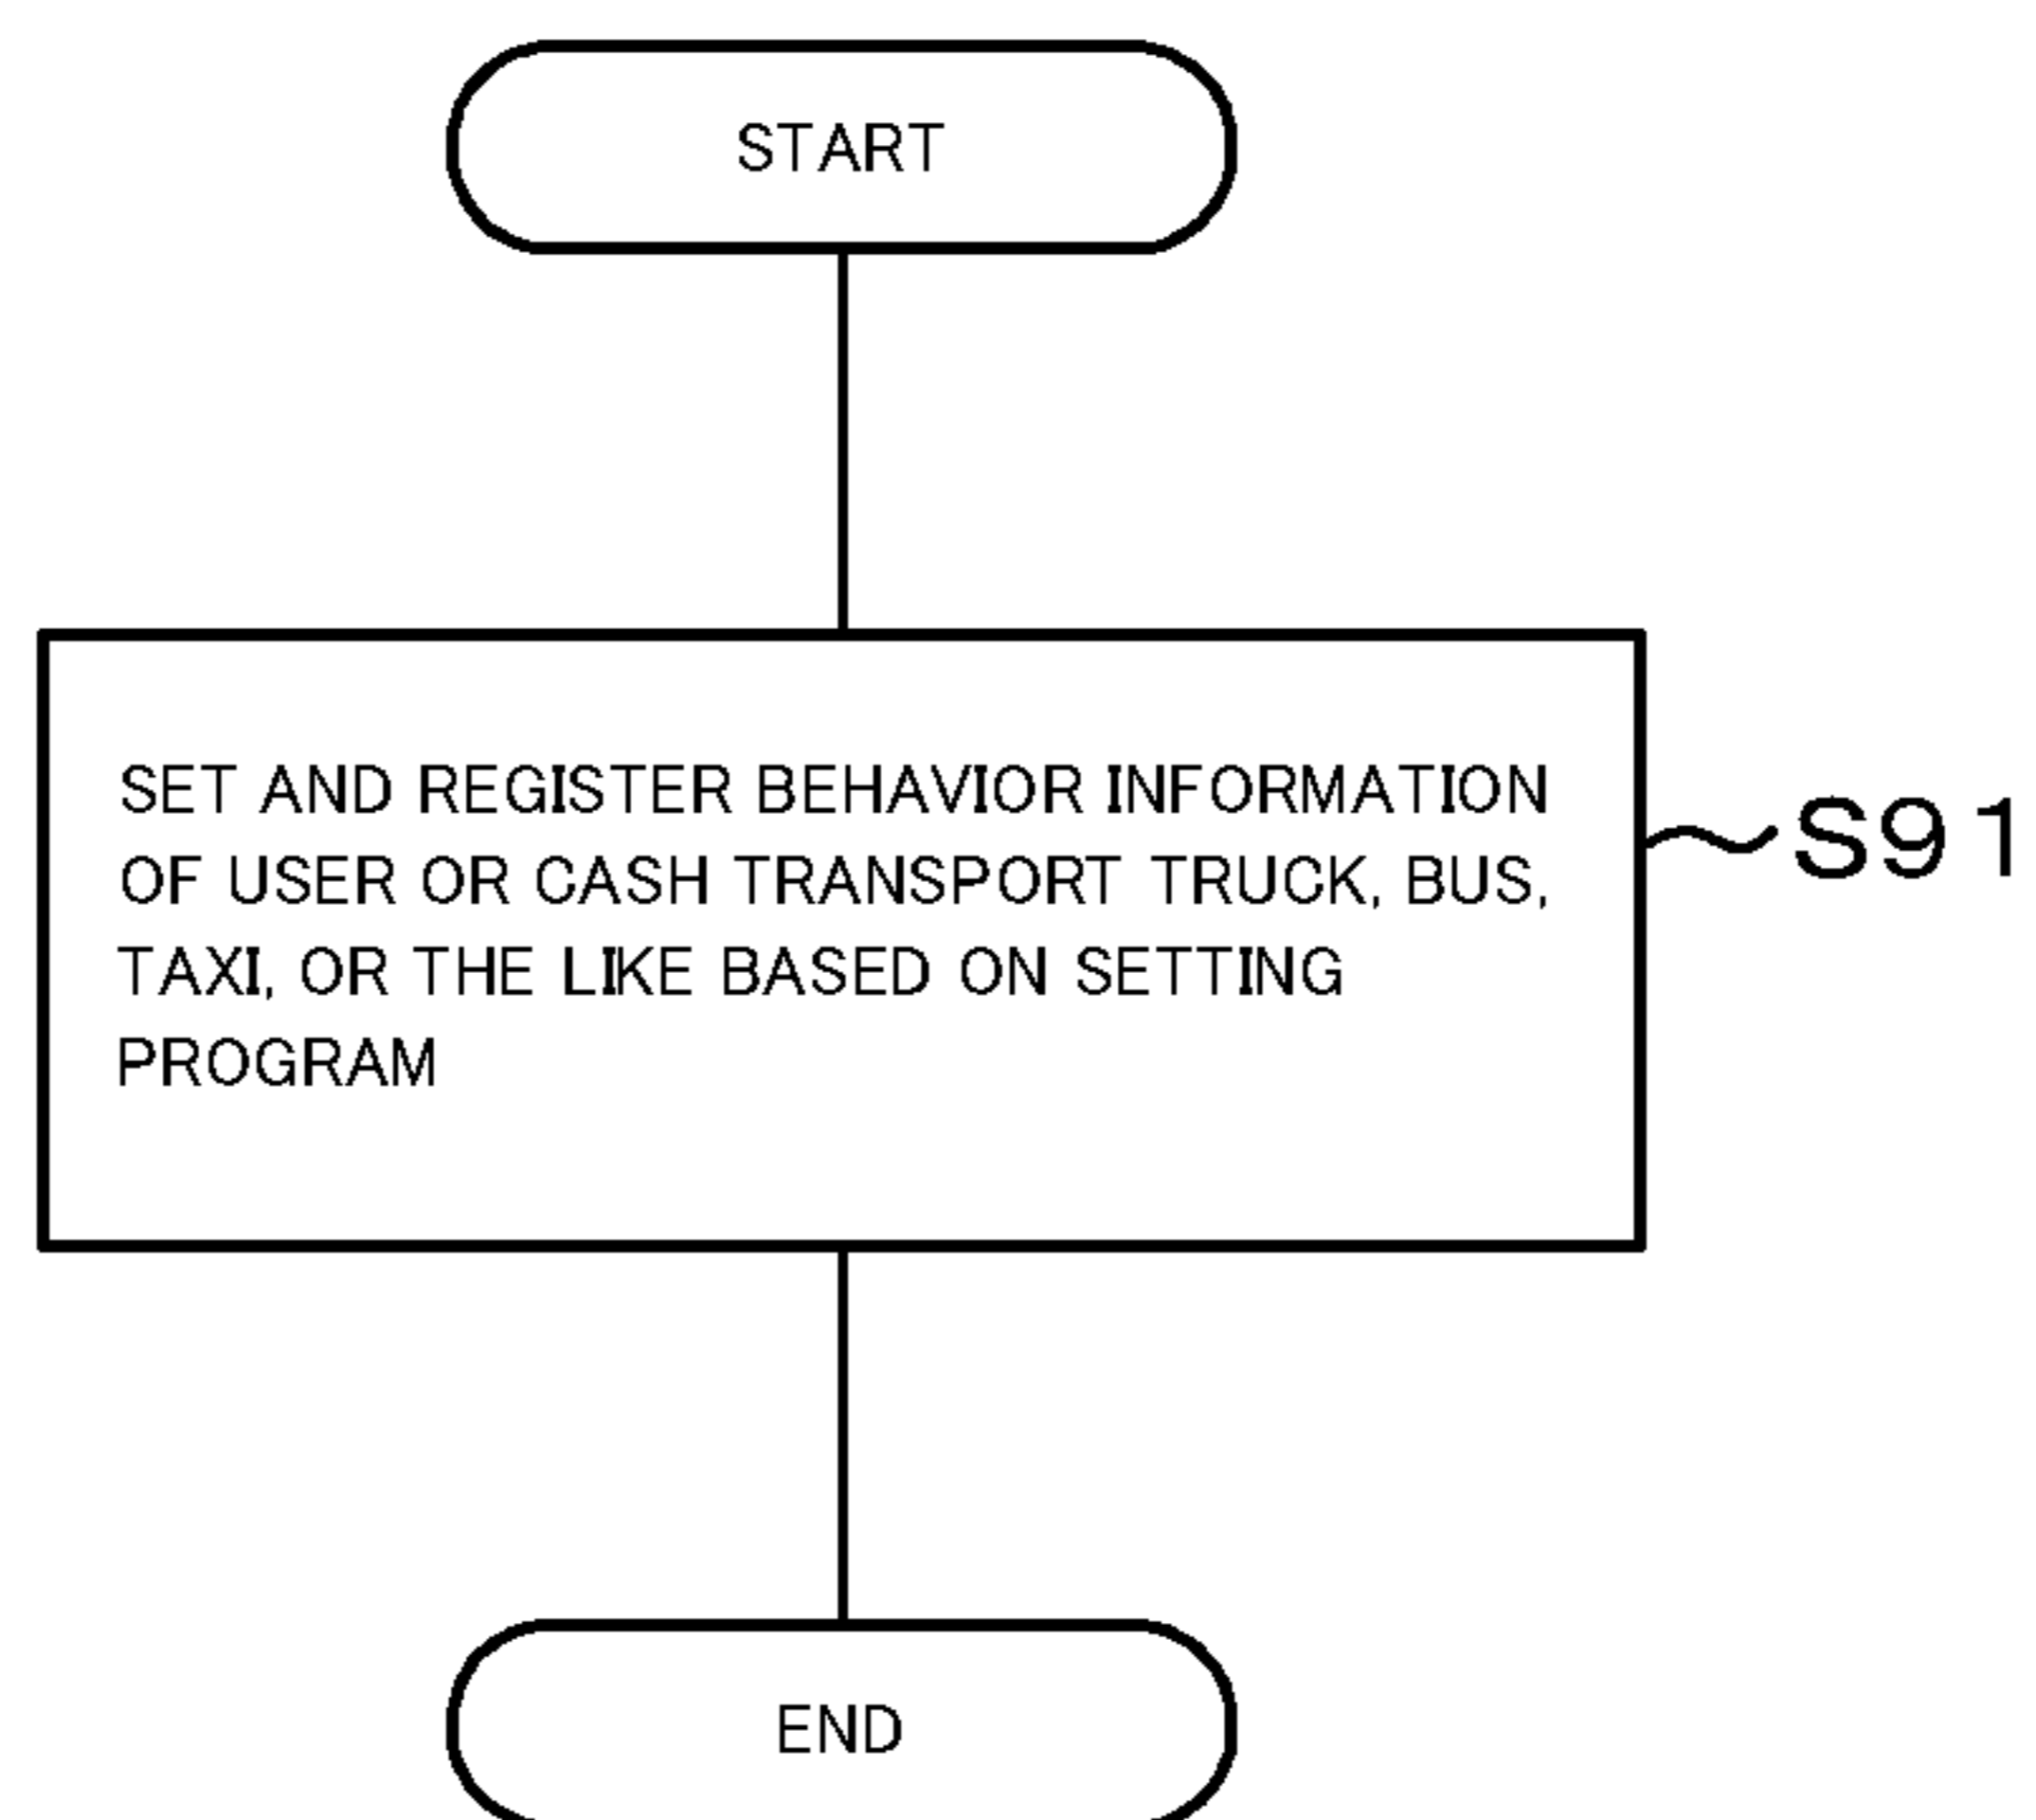 START
SET AND REGISTER BEHAVIOR INFORMATION
OF USER OR CASH TRANSPORT TRUCK, BUS,
TAXI, OR THE LIKE BASED ON SETTING
PROGRAM
S91
END